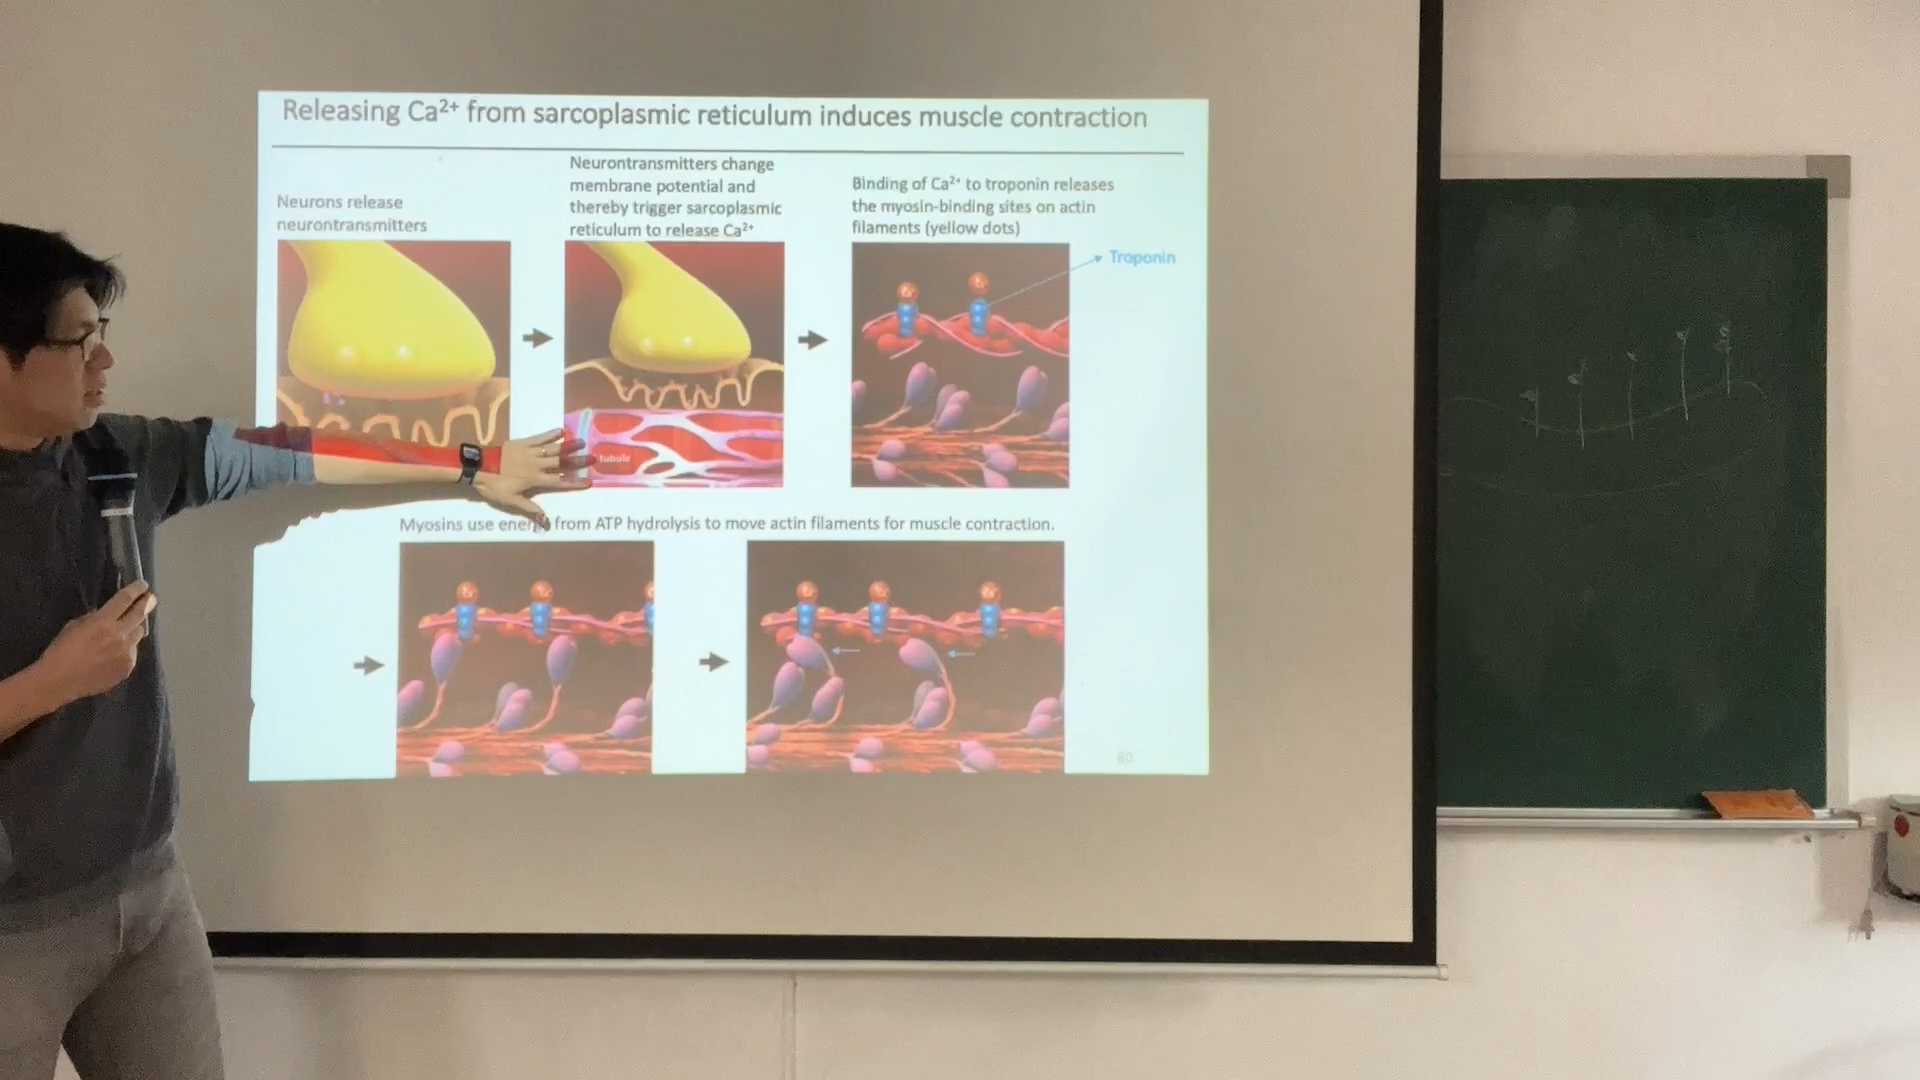 Releasing Ca²⁺ from sarcoplasmic reticulum induces muscle contraction
Neurons release
neurontransmitters
Neurontransmitters change
membrane potential and
thereby trigger sarcoplasmic
reticulum to release Ca²⁺
Binding of Ca²⁺ to troponin releases
the myosin-binding sites on actin
filaments (yellow dots)
Troponin
tubule
Myosins use energy from ATP hydrolysis to move actin filaments for muscle contraction.
80